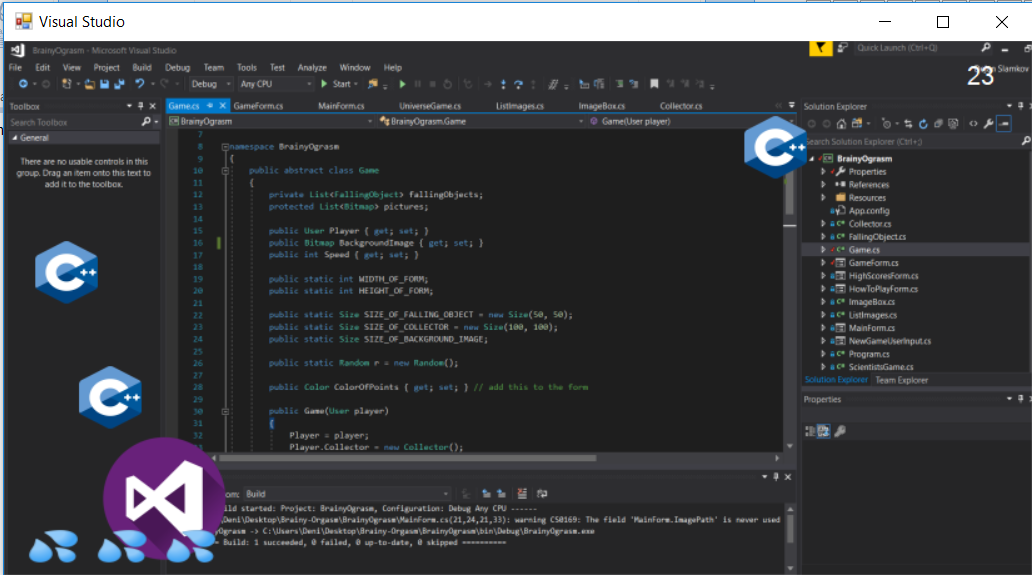 Visual Studio
BrainyOgrasm - Microsoft Visual Studio
Quick Launch (Ctrl+Q)
File Edit View Project Build Debug Team Tools Test Analyze Window Help
Slamkov
23
Debug Any CPU Start
Toolbox
Search Toolbox
General
There are no usable controls in this
group. Drag an item onto this text to
add it to the toolbox.
Game.cs GameForm.cs MainForm.cs UniverseGame.cs ListImages.cs ImageBox.cs Collector.cs
BrainyOgrasm BrainyOgrasm.Game Game(User player)
7
8 namespace BrainyOgrasm
9 {
10 public abstract class Game
11 {
12 private List<FallingObject> fallingObjects;
13 protected List<Bitmap> pictures;
14
15 public User Player { get; set; }
16 public Bitmap BackgroundImage { get; set; }
17 public int Speed { get; set; }
18
19 public static int WIDTH_OF_FORM;
20 public static int HEIGHT_OF_FORM;
21
22 public static Size SIZE_OF_FALLING_OBJECT = new Size(50, 50);
23 public static Size SIZE_OF_COLLECTOR = new Size(100, 100);
24 public static Size SIZE_OF_BACKGROUND_IMAGE;
25
26 public static Random r = new Random();
27
28 public Color ColorOfPoints { get; set; } // add this to the form
29
30 public Game(User player)
31 {
32 Player = player;
33 Player.Collector = new Collector();
Solution Explorer
Search Solution Explorer (Ctrl+;)
BrainyOgrasm
Properties
References
Resources
App.config
Collector.cs
FallingObject.cs
Game.cs
GameForm.cs
HighScoresForm.cs
HowToPlayForm.cs
ImageBox.cs
ListImages.cs
MainForm.cs
NewGameUserInput.cs
Program.cs
ScientistsGame.cs
Solution Explorer Team Explorer
Properties
C++
C++
C++
om: Build
ild started: Project: BrainyOgrasm, Configuration: Debug Any CPU ------
\Deni\Desktop\Brainy-Orgasm\BrainyOgrasm\MainForm.cs(21,24,21,33): warning CS0169: The field 'MainForm.ImagePath' is never used
yOgrasm -> C:\Users\Deni\Desktop\Brainy-Orgasm\BrainyOgrasm\bin\Debug\BrainyOgrasm.exe
= Build: 1 succeeded, 0 failed, 0 up-to-date, 0 skipped ==========